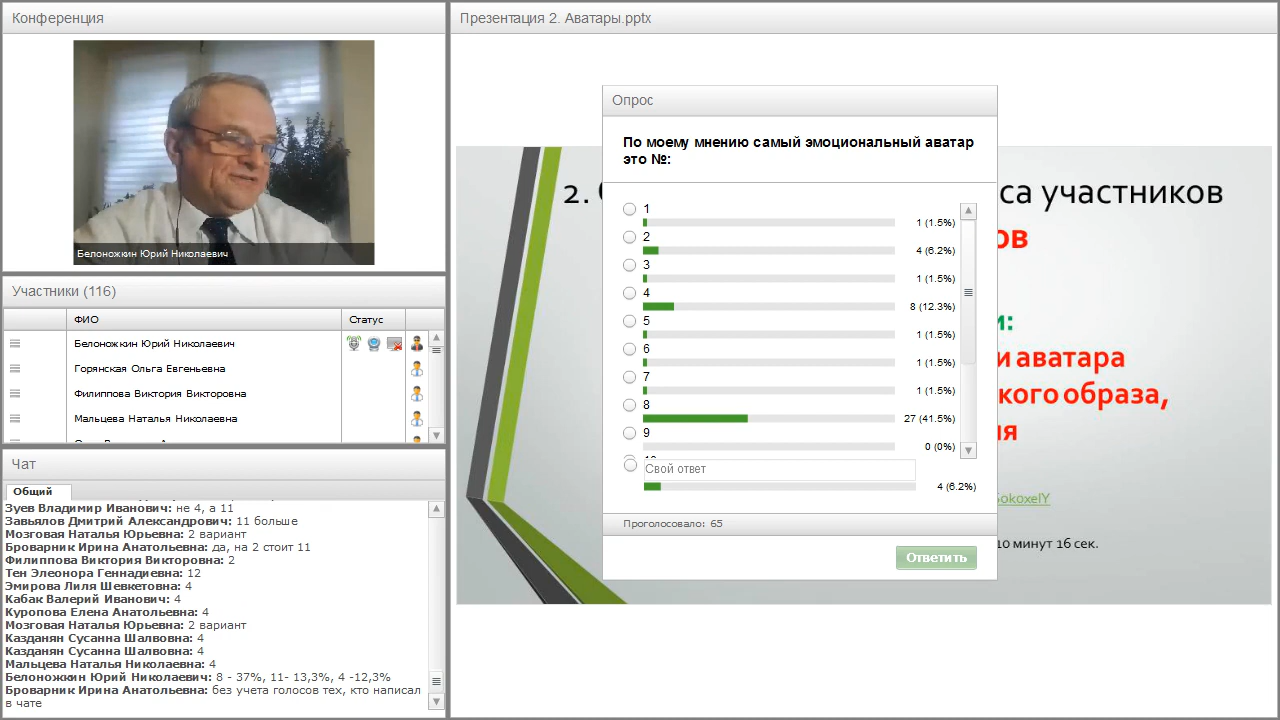 Конференция
Белоножкин Юрий Николаевич
Участники (116)
ФИО
Статус
Белоножкин Юрий Николаевич
Горянская Ольга Евгеньевна
Филиппова Виктория Викторовна
Мальцева Наталья Николаевна
Чат
Общий
Зуев Владимир Иванович: не 4, а 11
Завьялов Дмитрий Александрович: 11 больше
Мозговая Наталья Юрьевна: 2 вариант
Броварник Ирина Анатольевна: да, на 2 стоит 11
Филиппова Виктория Викторовна: 2
Тен Элеонора Геннадиевна: 12
Эмирова Лиля Шевкетовна: 4
Кабак Валерий Иванович: 4
Куропова Елена Анатольевна: 4
Мозговая Наталья Юрьевна: 2 вариант
Казданян Сусанна Шалвовна: 4
Казданян Сусанна Шалвовна: 4
Мальцева Наталья Николаевна: 4
Белоножкин Юрий Николаевич: 8 - 37%, 11- 13,3%, 4 -12,3%
Броварник Ирина Анатольевна: без учета голосов тех, кто написал
в чате
Презентация 2. Аватары.pptx
2.
са участников
ов
и:
и аватара
кого образа,
ия
SokoxelY
10 минут 16 сек.
Опрос
По моему мнению самый эмоциональный аватар
это №:
1
1 (1.5%)
2
4 (6.2%)
3
1 (1.5%)
4
8 (12.3%)
5
1 (1.5%)
6
1 (1.5%)
7
1 (1.5%)
8
27 (41.5%)
9
0 (0%)
Свой ответ
4 (6.2%)
Проголосовало: 65
Ответить